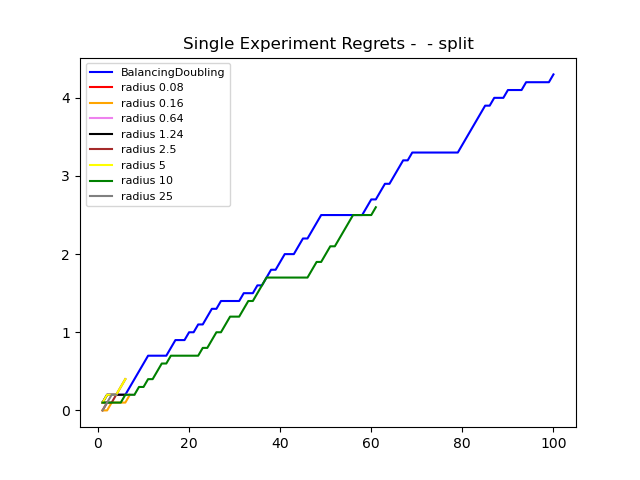 Single Experiment Regrets -  - split
BalancingDoubling
radius 0.08
radius 0.16
radius 0.64
radius 1.24
radius 2.5
radius 5
radius 10
radius 25
4
3
2
1
0
0 20 40 60 80 100